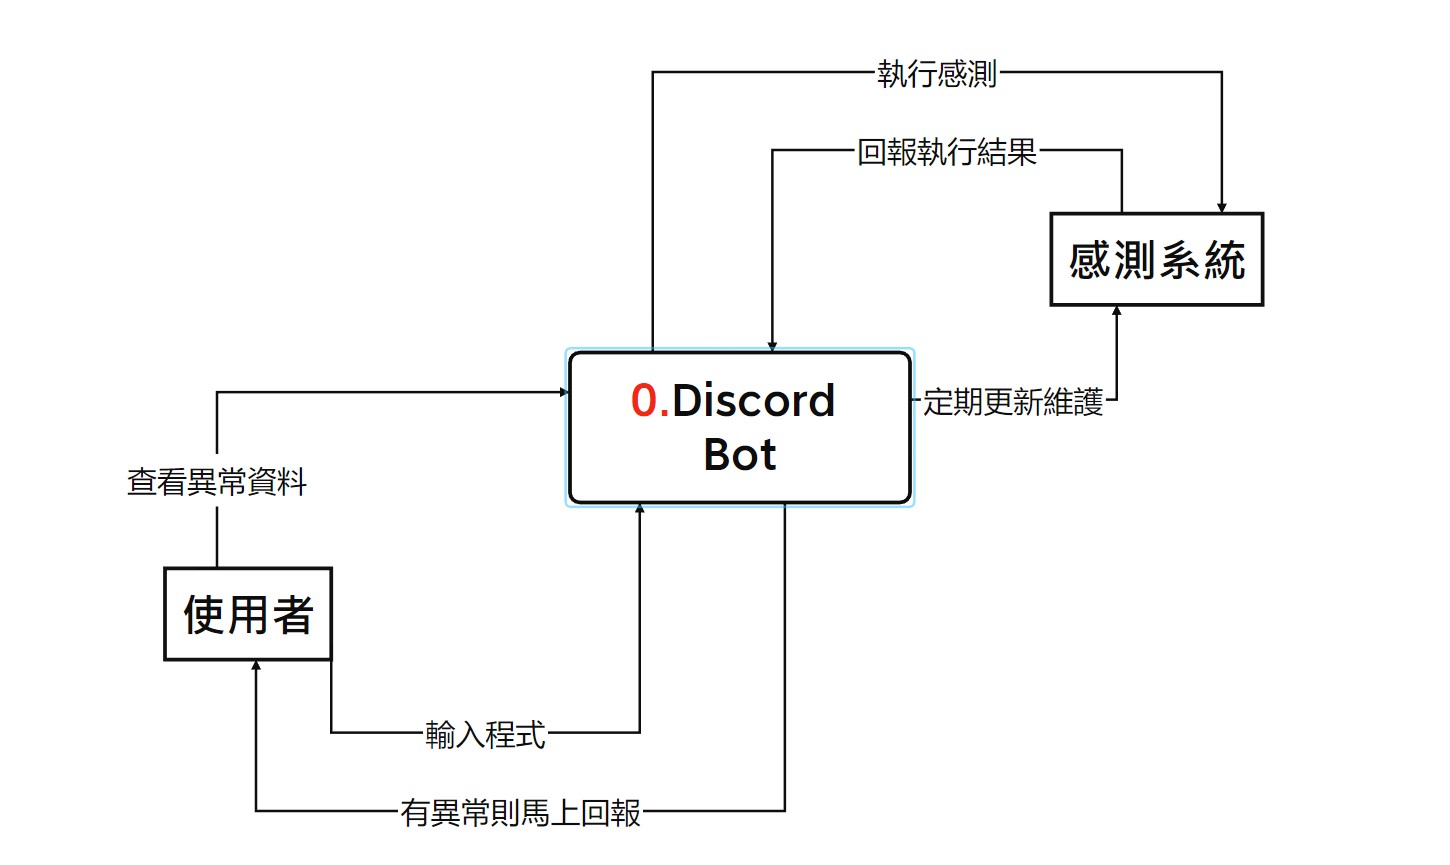 執行感測
回報執行結果
感測系統
0.Discord
Bot
定期更新維護
查看異常資料
使用者
輸入程式
有異常則馬上回報